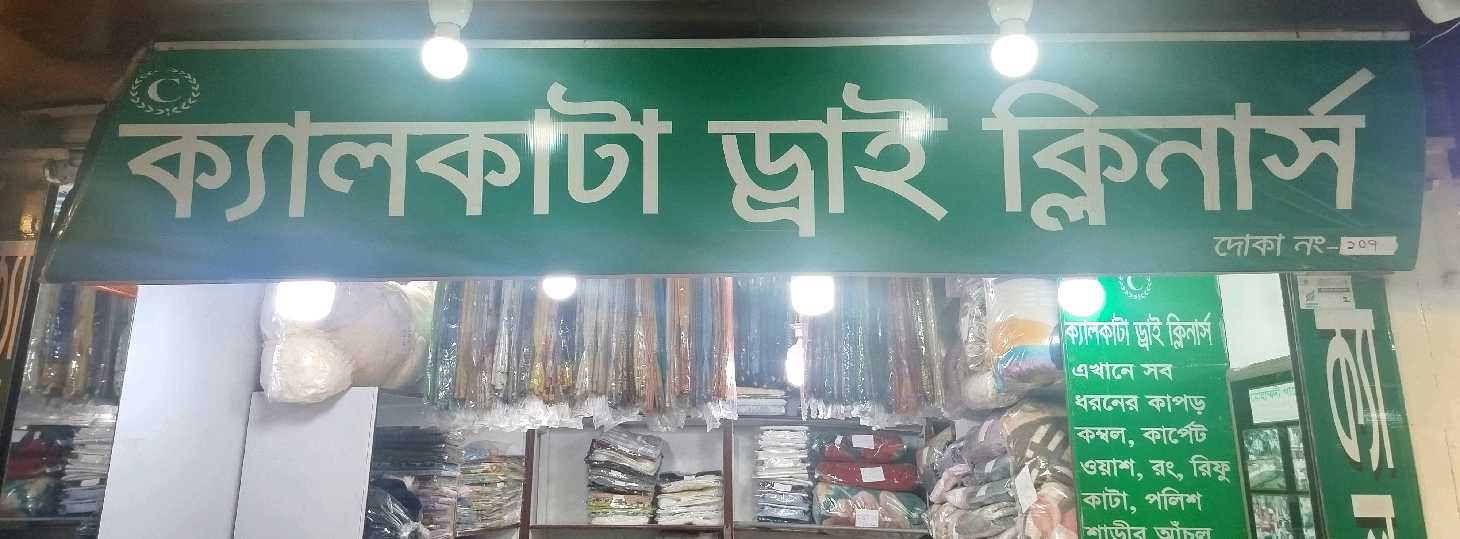 C
ক্যালকাটা ড্রাই ক্লিনার্স
দোকা নং-১০৭
ক্যালকাটা ড্রাই ক্লিনার্স
এখানে সব
ধরনের কাপড়
কম্বল, কার্পেট
ওয়াশ, রং, রিফু
কাটা, পলিশ
শাড়ীর আঁচল
ক্যা